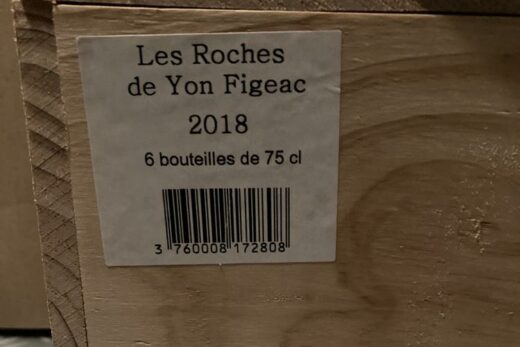 Les Roches
de Yon Figeac
2018
6 bouteilles de 75 cl
3 760008 172808